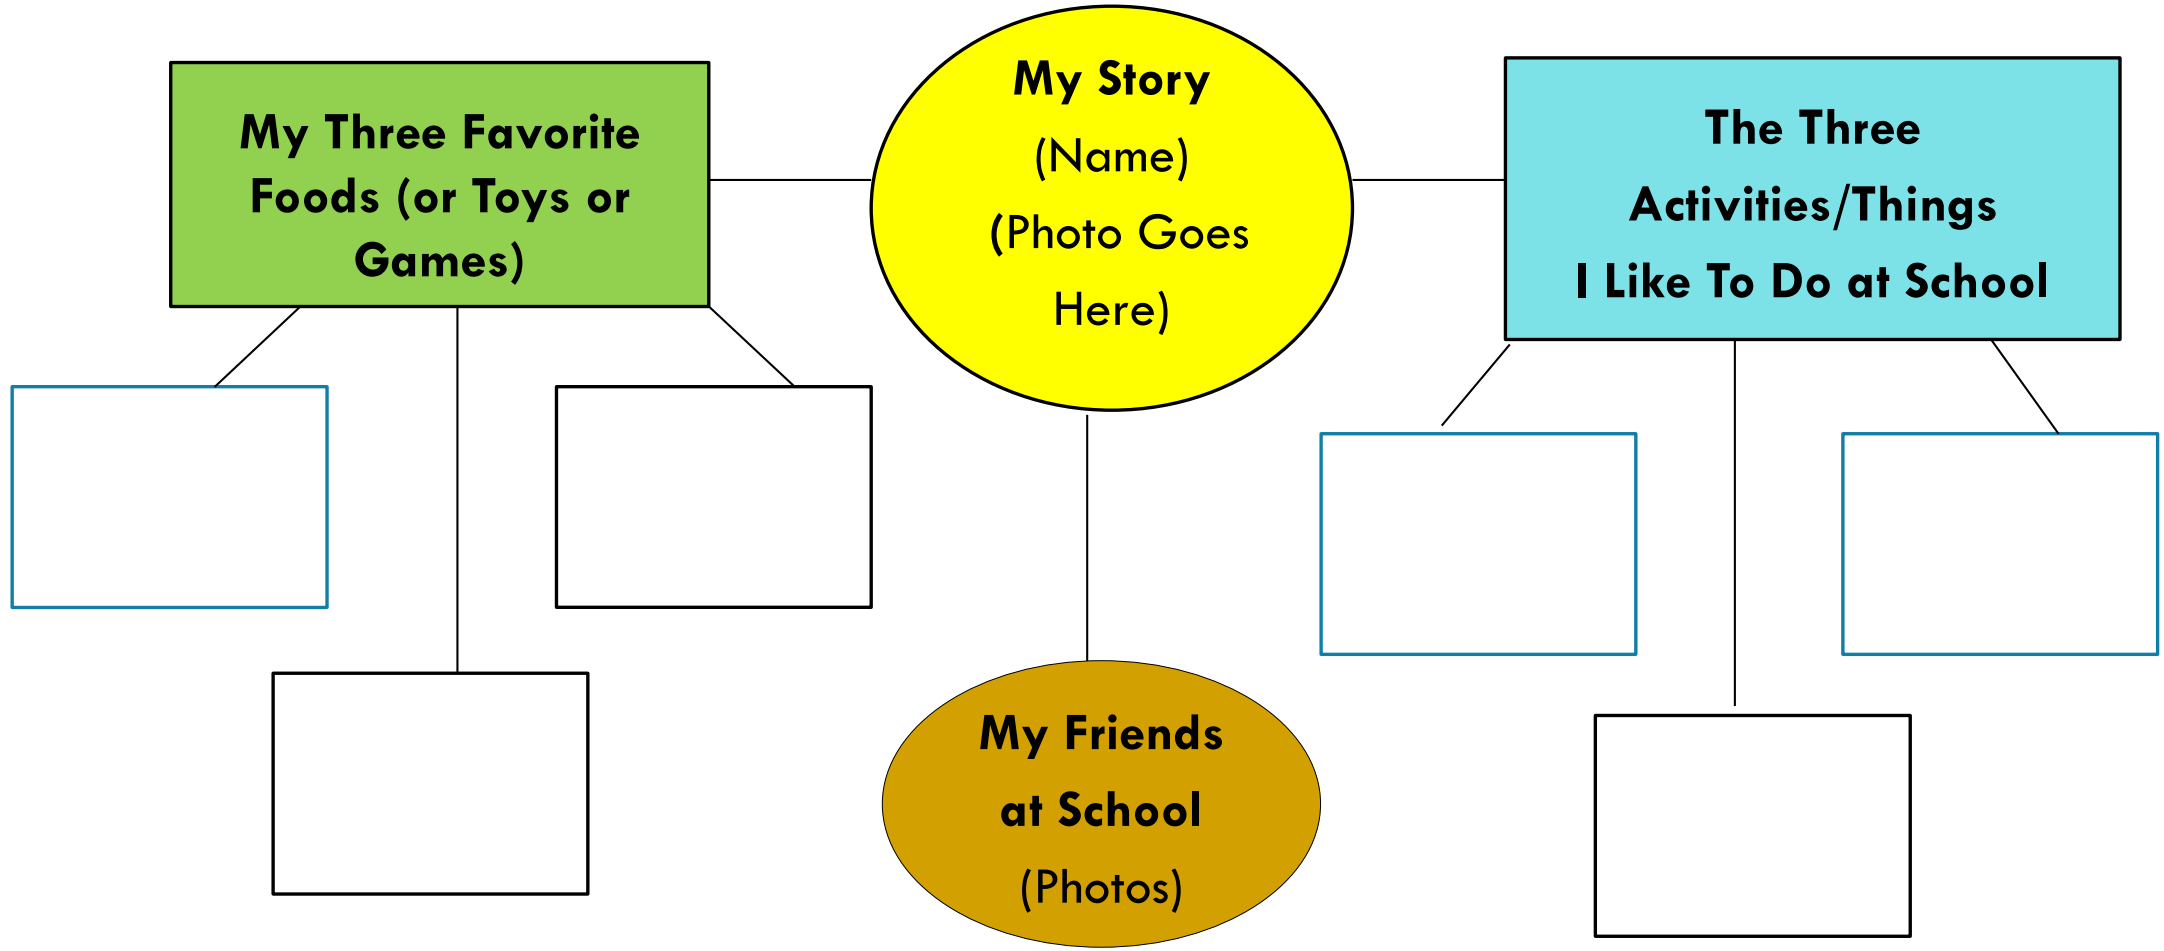 My Three Favorite
Foods (or Toys or
Games)
My Story
(Name)
(Photo Goes
Here)
The Three
Activities/Things
I Like To Do at School
My Friends
at School
(Photos)